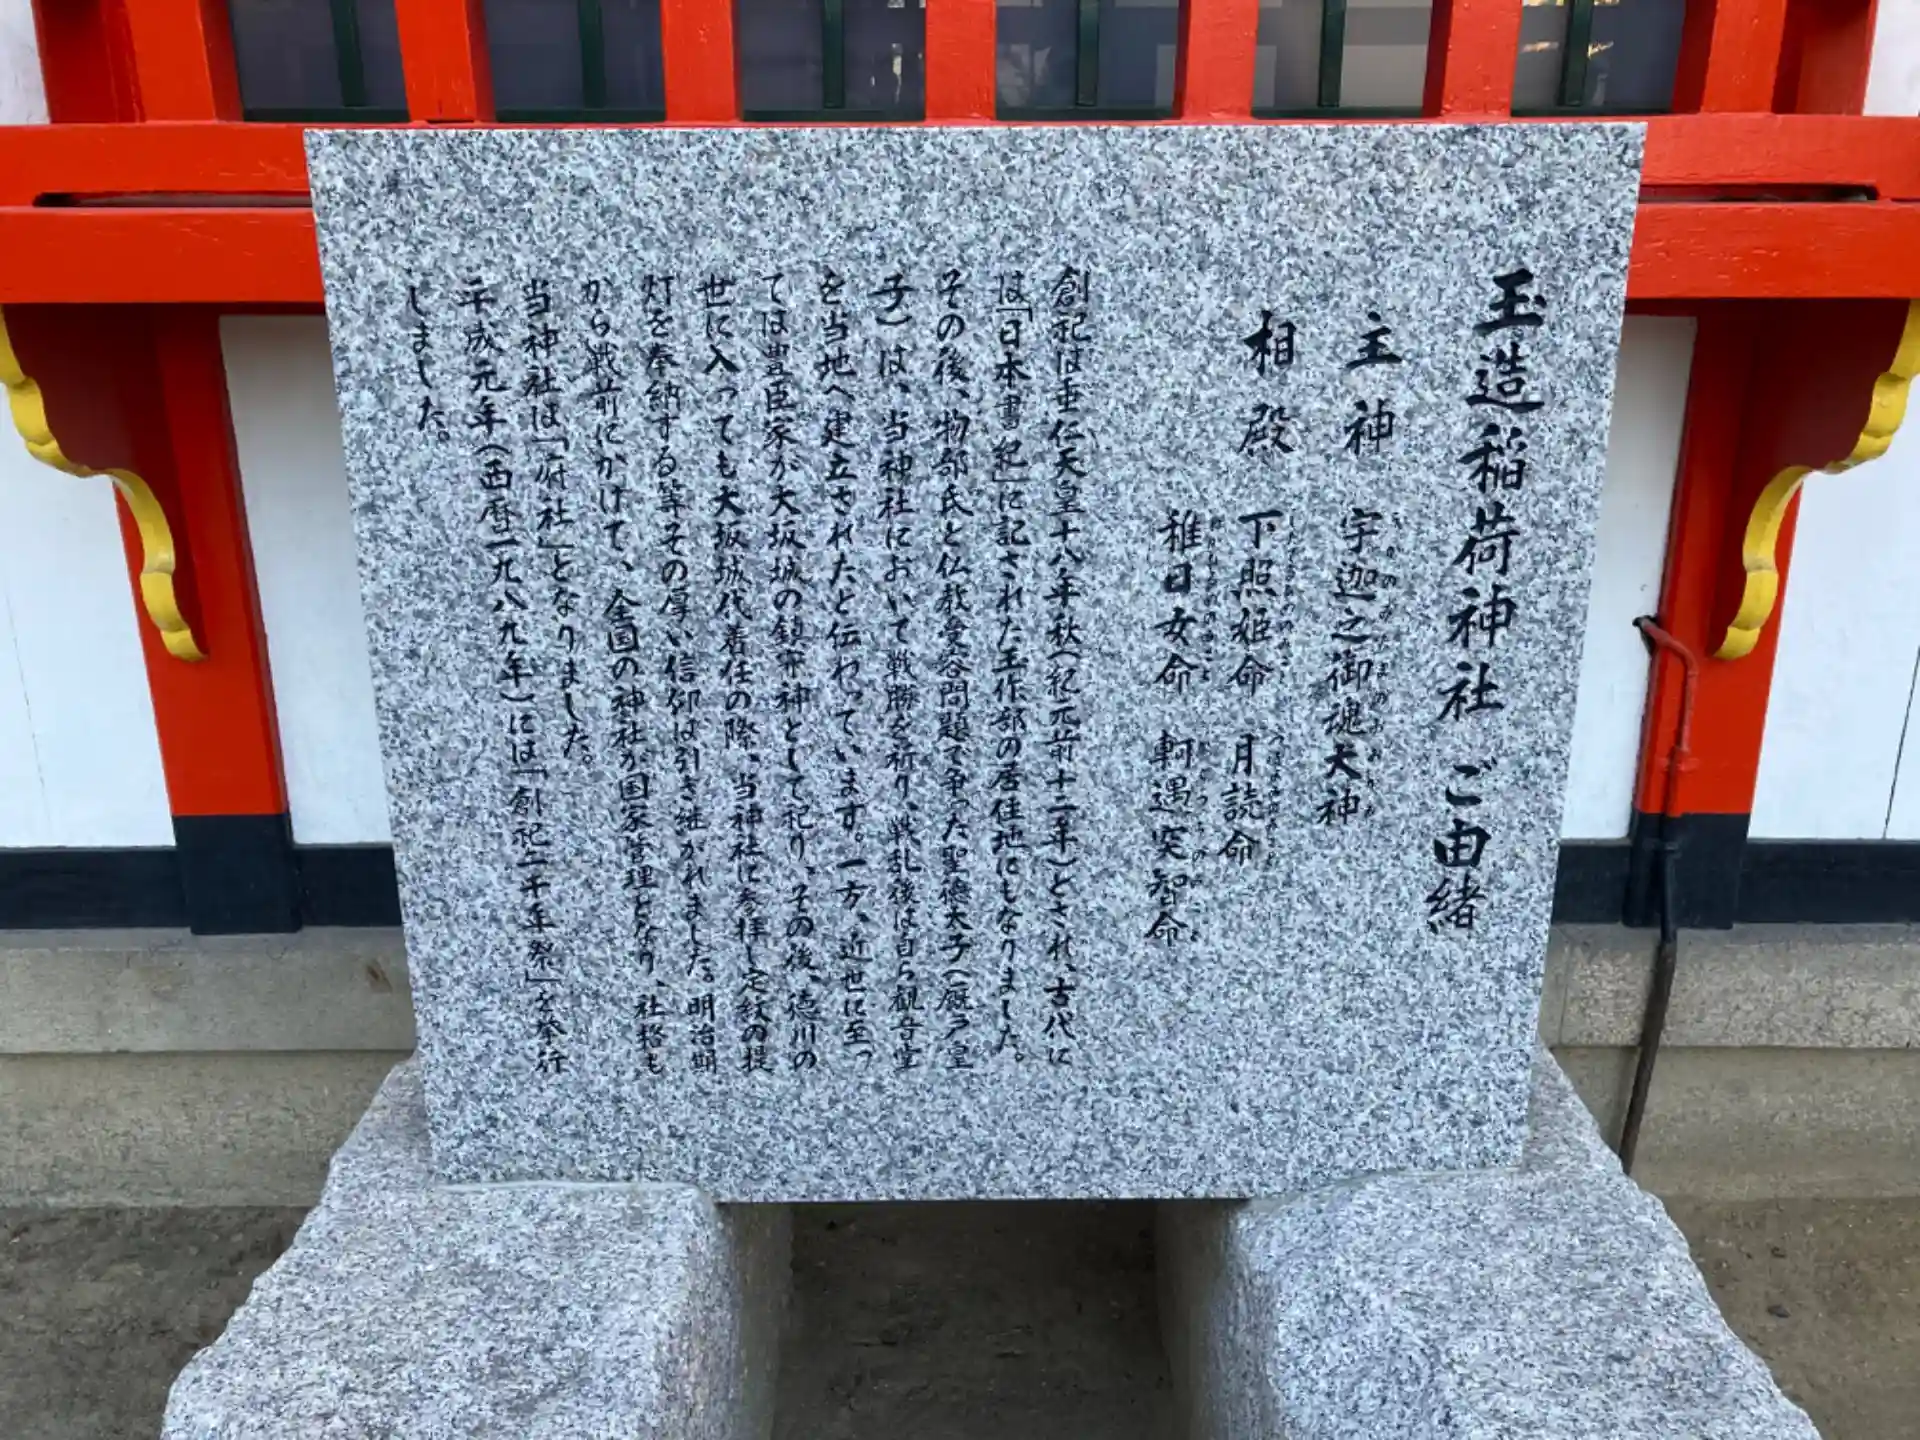 玉造稲荷神社 ご由緒
主神 宇迦之御魂大神
相殿 下照姫命 月読命
稚日女命 軻遇突智命
創祀は垂仁天皇十八年秋(紀元前十二年)とされ、古代に
は「日本書紀」に記された玉作部の居住地にもなりました。
その後、物部氏と仏教受容問題で争った聖徳太子(厩戸皇
子)は、当神社において戦勝を祈り、戦乱後は自ら観音堂
を当地へ建立されたと伝わっています。一方、近世に至っ
ては豊臣家が大坂城の鎮守神として祀り、その後、徳川の
世に入っても大坂城代着任の際、当神社に参拝し定紋の提
灯を奉納する等その厚い信仰は引き継がれました。明治期
から戦前にかけて、全国の神社が国家管理となり、社格も
当神社は「府社」となりました。
平成元年(西暦一九八九年)には「創祀二千年祭」を挙行
しました。